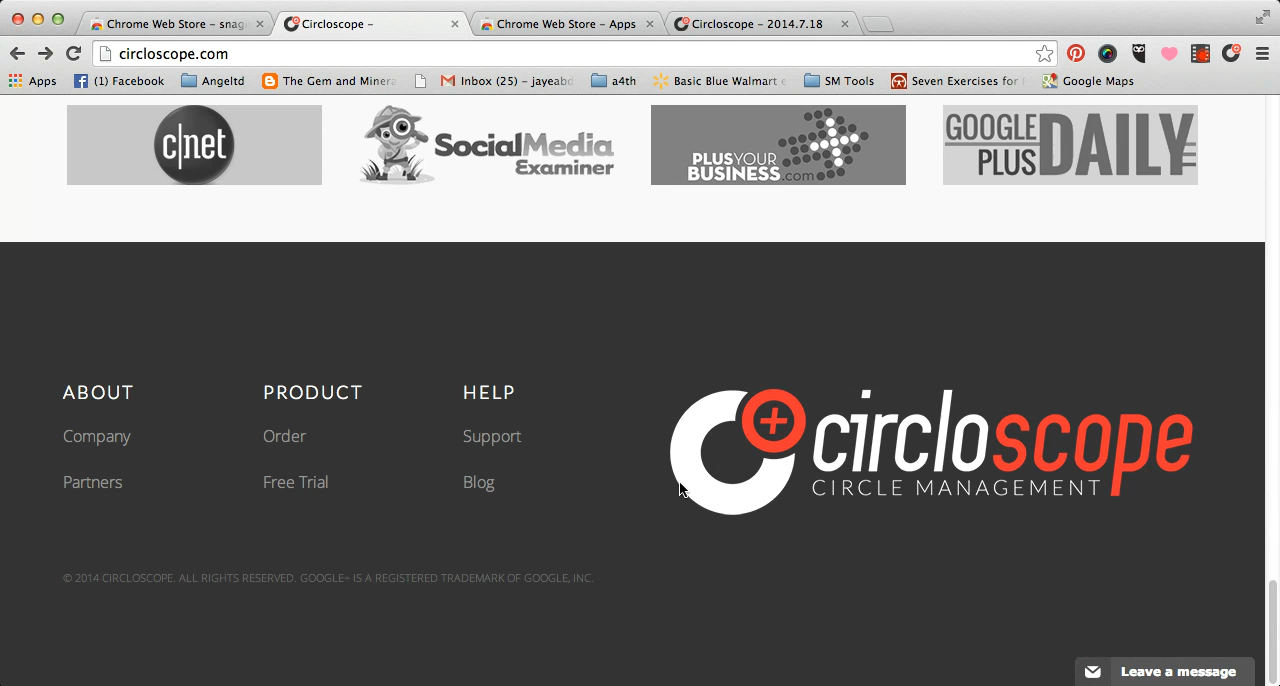 Chrome Web Store – snagi
Circloscope –
Chrome Web Store – Apps
Circloscope – 2014.7.18
circloscope.com
Apps
(1) Facebook
Angeltd
The Gem and Minera
Inbox (25) – jayeabd
a4th
Basic Blue Walmart e
SM Tools
Seven Exercises for
Google Maps
c|net
SocialMedia
Examiner
PLUSYOUR
BUSINESS.com
GOOGLE
PLUS DAILY
ABOUT
Company
Partners
PRODUCT
Order
Free Trial
HELP
Support
Blog
circloscope
CIRCLE MANAGEMENT
© 2014 CIRCLOSCOPE. ALL RIGHTS RESERVED. GOOGLE+ IS A REGISTERED TRADEMARK OF GOOGLE, INC.
Leave a message